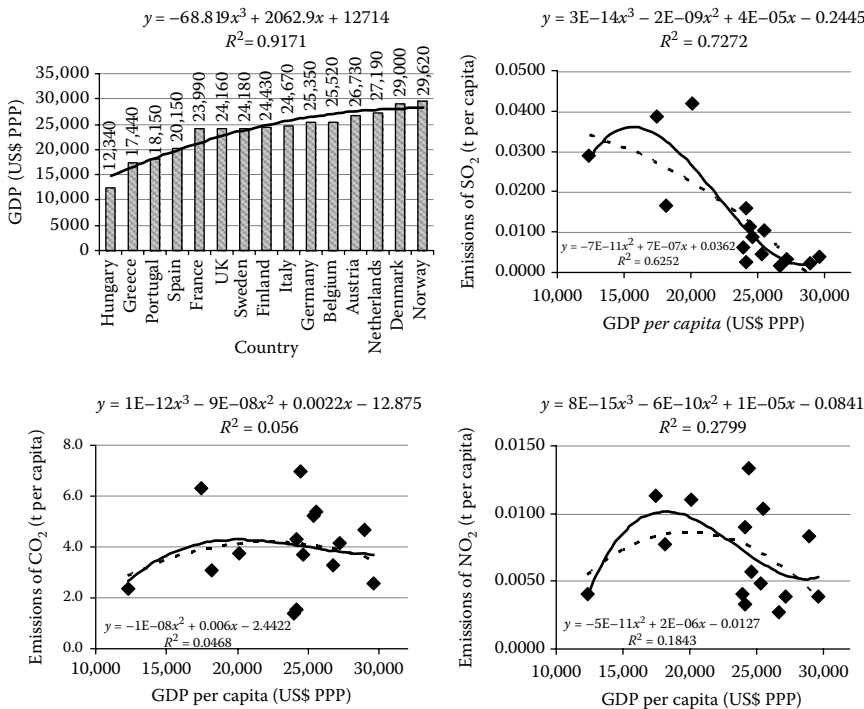 y = −68.819x³ + 2062.9x + 12714
R² = 0.9171
GDP (US$ PPP)
35,000
30,000
25,000
20,000
15,000
10,000
5000
0
12,340
17,440
18,150
20,150
23,990
24,160
24,180
24,430
24,670
25,350
25,520
26,730
27,190
29,000
29,620
Hungary
Greece
Portugal
Spain
France
UK
Sweden
Finland
Italy
Germany
Belgium
Austria
Netherlands
Denmark
Norway
Country
y = 3E−14x³ − 2E−09x² + 4E−05x − 0.2445
R² = 0.7272
Emissions of SO₂ (t per capita)
0.0500
0.0400
0.0300
0.0200
0.0100
0.0000
y = −7E−11x² + 7E−07x + 0.0362
R² = 0.6252
10,000 15,000 20,000 25,000 30,000
GDP per capita (US$ PPP)
y = 1E−12x³ − 9E−08x² + 0.0022x − 12.875
R² = 0.056
Emissions of CO₂ (t per capita)
8.0
6.0
4.0
2.0
0.0
y = −1E−08x² + 0.006x − 2.4422
R² = 0.0468
10,000 15,000 20,000 25,000 30,000
GDP per capita (US$ PPP)
y = 8E−15x³ − 6E−10x² + 1E−05x − 0.0841
R² = 0.2799
Emissions of NO₂ (t per capita)
0.0150
0.0100
0.0050
0.0000
y = −5E−11x² + 2E−06x − 0.0127
R² = 0.1843
10,000 15,000 20,000 25,000 30,000
GDP per capita (US$ PPP)